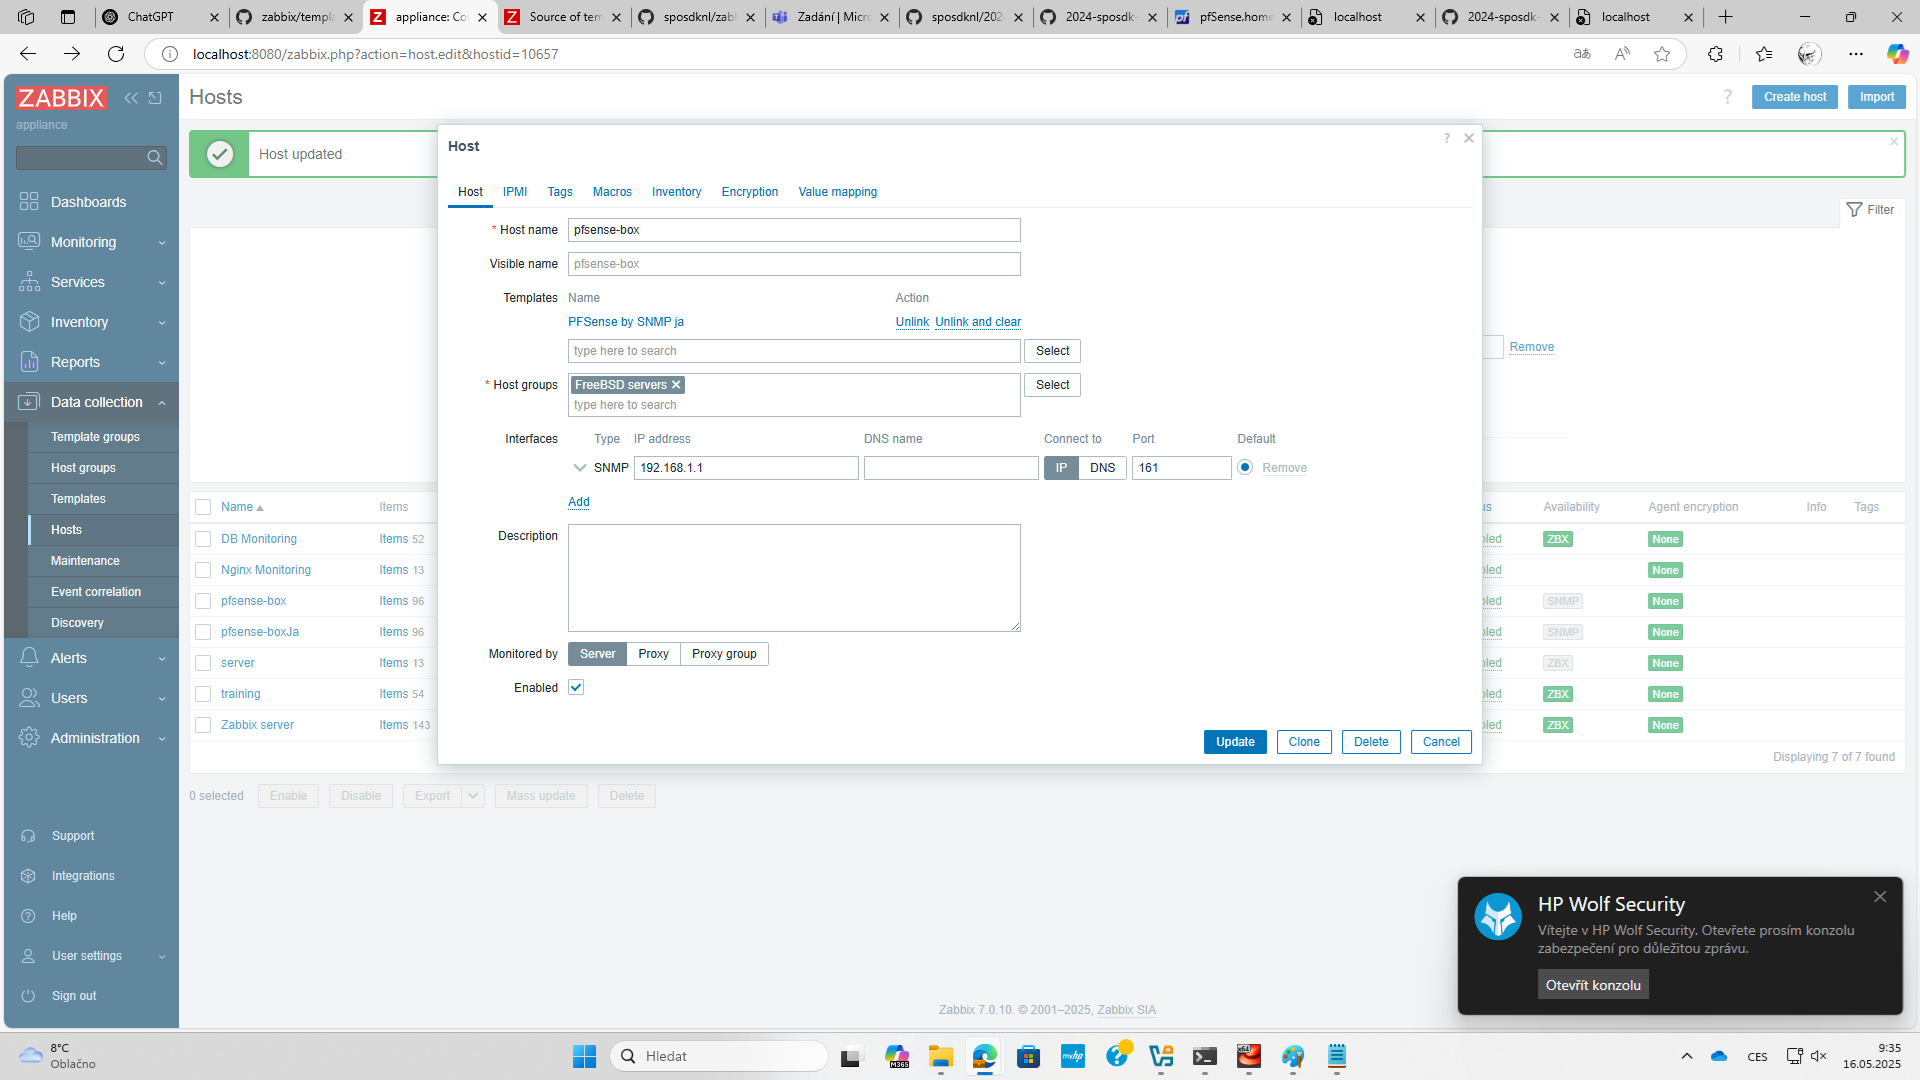 ChatGPT
zabbix/templa
appliance: Co
Source of tem
sposdknl/zabl
Zadání | Micro
sposdknl/202
2024-sposdk-
pfSense.home
localhost
2024-sposdk-
localhost
localhost:8080/zabbix.php?action=host.edit&hostid=10657
ZABBIX
appliance
Dashboards
Monitoring
Services
Inventory
Reports
Data collection
Template groups
Host groups
Templates
Hosts
Maintenance
Event correlation
Discovery
Alerts
Users
Administration
Support
Integrations
Help
User settings
Sign out
Hosts
? Create host Import
Host updated
Filter
Remove
Host
?
Host IPMI Tags Macros Inventory Encryption Value mapping
* Host name pfsense-box
Visible name pfsense-box
Templates Name Action
PFSense by SNMP ja Unlink Unlink and clear
type here to search Select
* Host groups FreeBSD servers Select
type here to search
Interfaces Type IP address DNS name Connect to Port Default
SNMP 192.168.1.1 IP DNS 161 Remove
Add
Description
Monitored by Server Proxy Proxy group
Enabled
Update Clone Delete Cancel
Name Items us Availability Agent encryption Info Tags
DB Monitoring Items 52 bled ZBX None
Nginx Monitoring Items 13 bled None
pfsense-box Items 96 bled SNMP None
pfsense-boxJa Items 96 bled SNMP None
server Items 13 bled ZBX None
training Items 54 bled ZBX None
Zabbix server Items 143 bled ZBX None
Displaying 7 of 7 found
0 selected Enable Disable Export Mass update Delete
Zabbix 7.0.10. © 2001–2025, Zabbix SIA
HP Wolf Security
Vítejte v HP Wolf Security. Otevřete prosím konzolu
zabezpečení pro důležitou zprávu.
Otevřít konzolu
8°C
Oblačno
Hledat
M365
myhp
x64
CES
9:35
16.05.2025